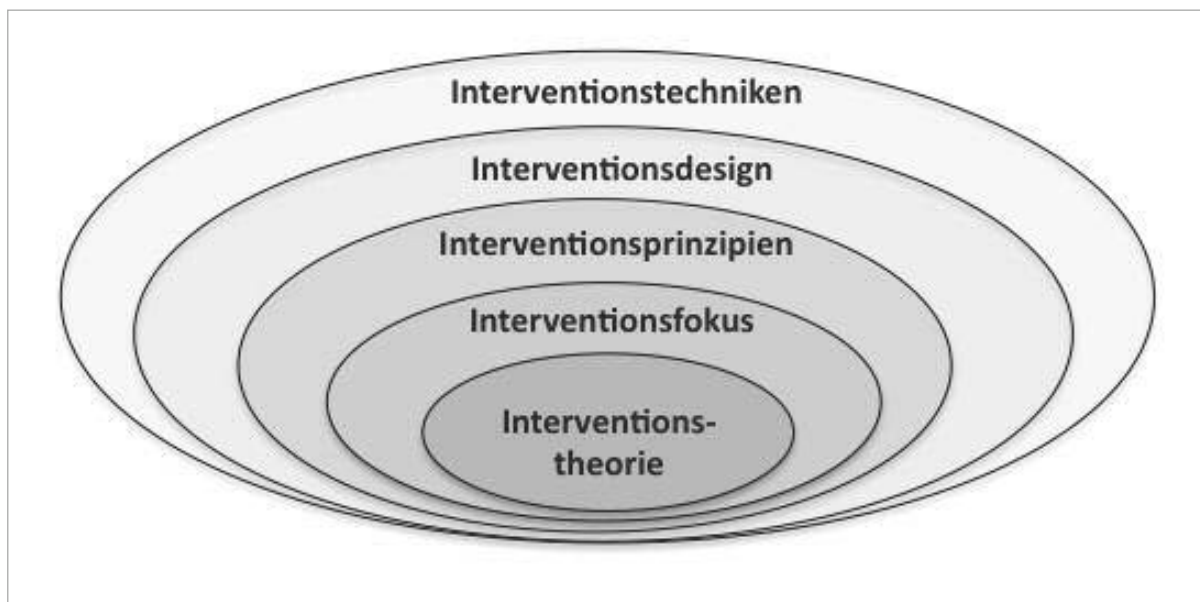 Interventionstechniken
Interventionsdesign
Interventionsprinzipien
Interventionsfokus
Interventions-
theorie